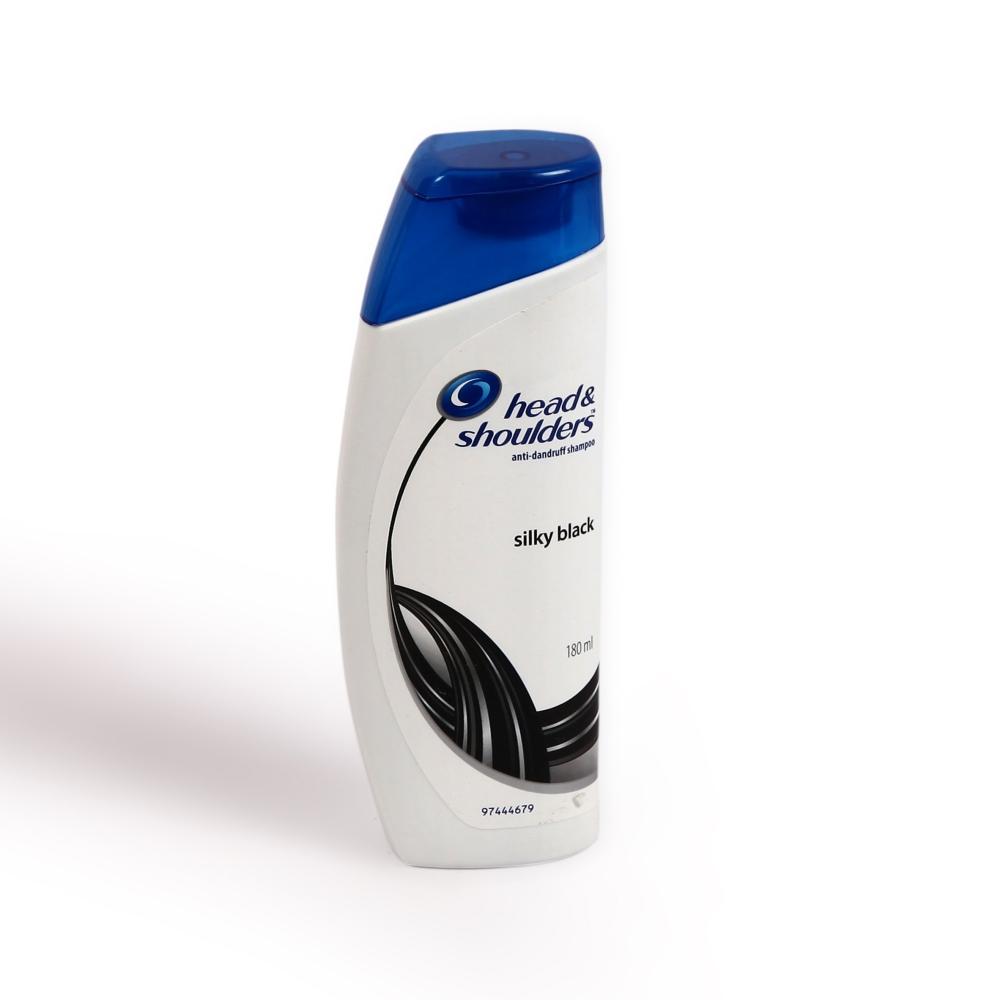 head &
shoulders™
anti-dandruff shampoo
silky black
180 ml
97444679